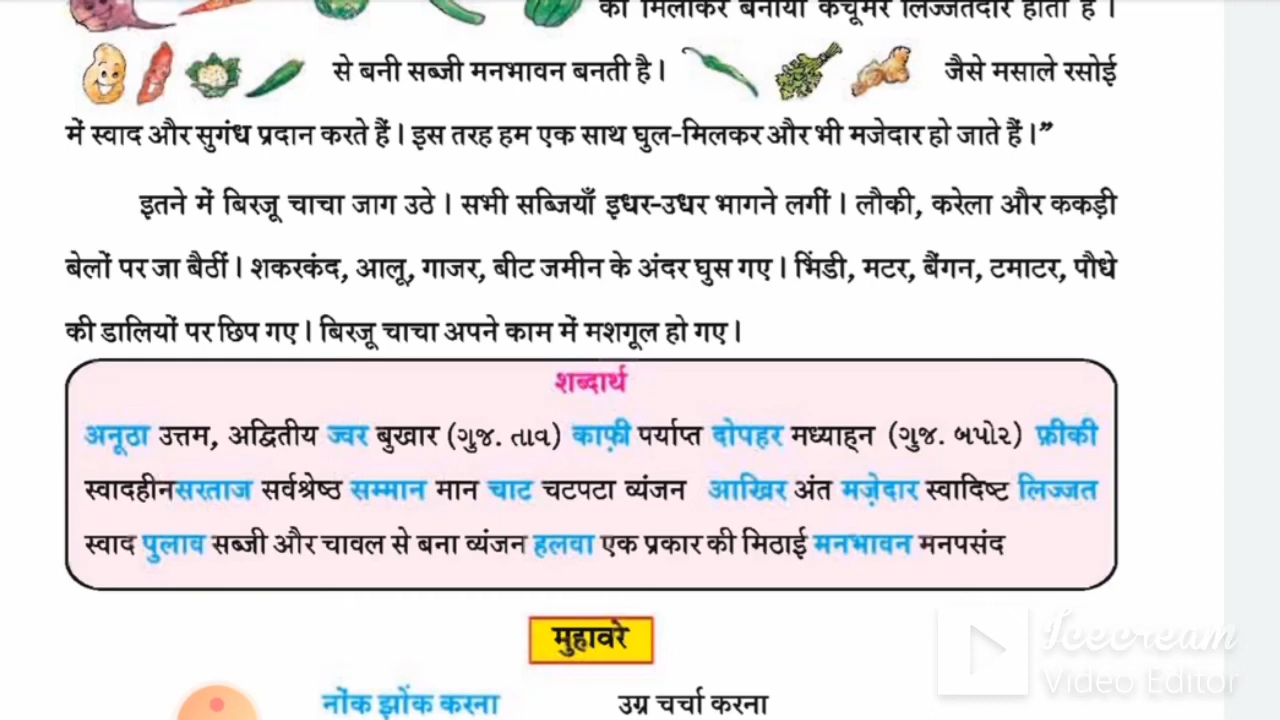 को मिलाकर बनाया कचूमर लिज्जतदार होता है।
से बनी सब्जी मनभावन बनती है। जैसे मसाले रसोई
में स्वाद और सुगंध प्रदान करते हैं। इस तरह हम एक साथ घुल-मिलकर और भी मजेदार हो जाते हैं।”
इतने में बिरजू चाचा जाग उठे। सभी सब्जियाँ इधर-उधर भागने लगीं। लौकी, करेला और ककड़ी
बेलों पर जा बैठीं। शकरकंद, आलू, गाजर, बीट जमीन के अंदर घुस गए। भिंडी, मटर, बैंगन, टमाटर, पौधे
की डालियों पर छिप गए। बिरजू चाचा अपने काम में मशगूल हो गए।
शब्दार्थ
अनूठा उत्तम, अद्वितीय ज्वर बुखार (ગુજ. તાવ) काफ़ी पर्याप्त दोपहर मध्याह्न (ગુજ. બપોર) फ़ीकी
स्वादहीन सरताज सर्वश्रेष्ठ सम्मान मान चाट चटपटा व्यंजन आखिर अंत मज़ेदार स्वादिष्ट लिज्जत
स्वाद पुलाव सब्जी और चावल से बना व्यंजन हलवा एक प्रकार की मिठाई मनभावन मनपसंद
मुहावरे
नोंक झोंक करना उग्र चर्चा करना
Icecream
Video Editor